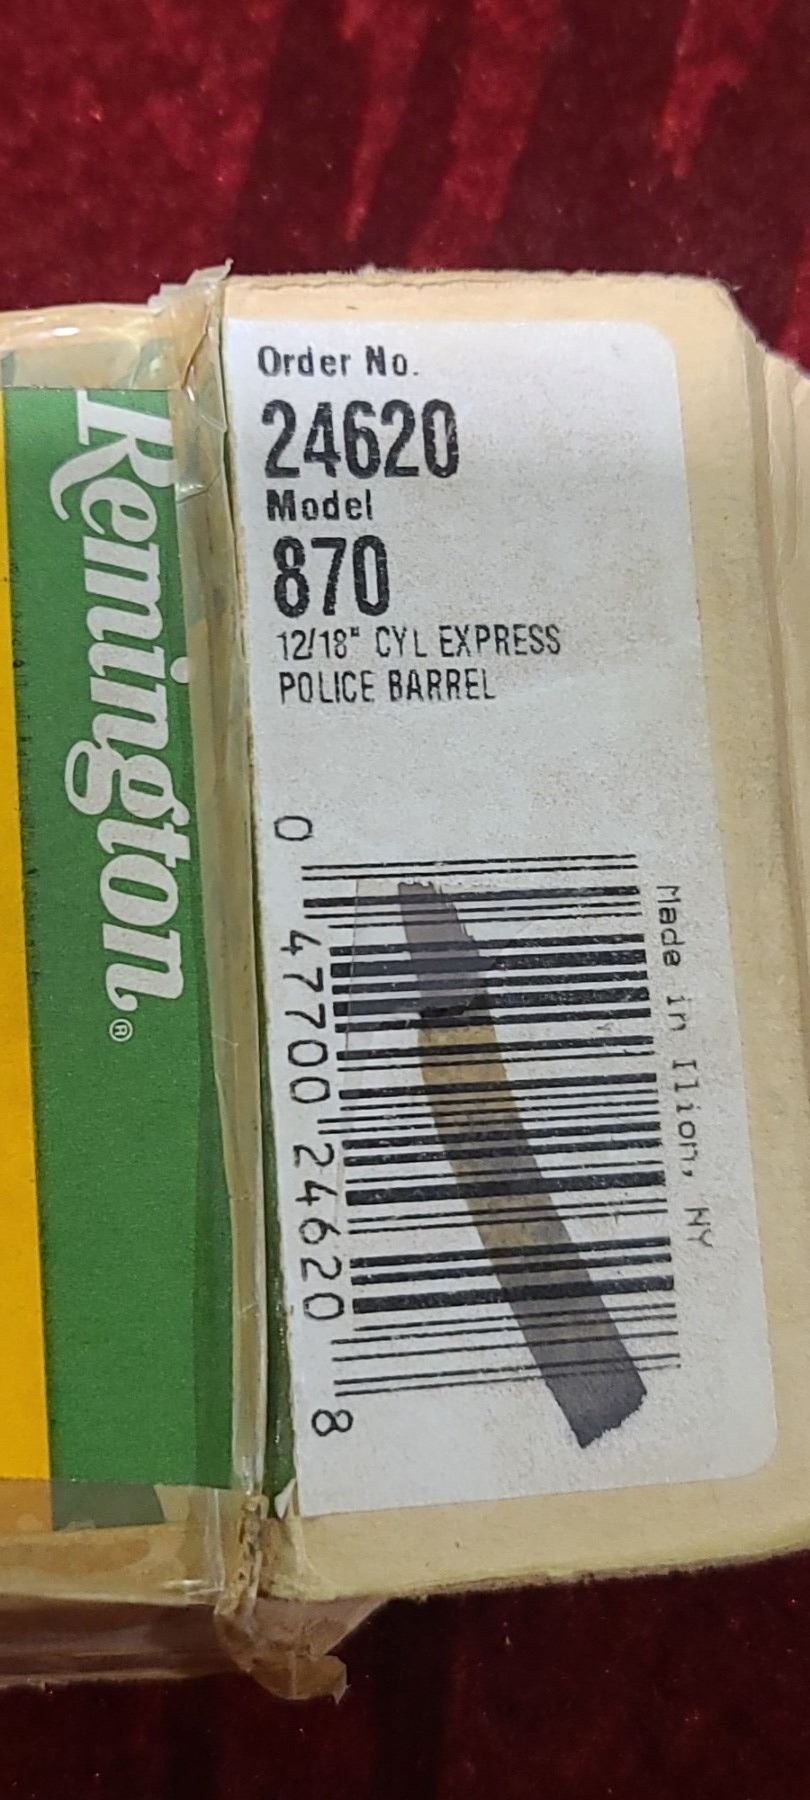 Order No.
24620
Model
870
12/18" CYL EXPRESS
POLICE BARREL
0 47700 24620 8
Made in Ilion, NY
Remington®